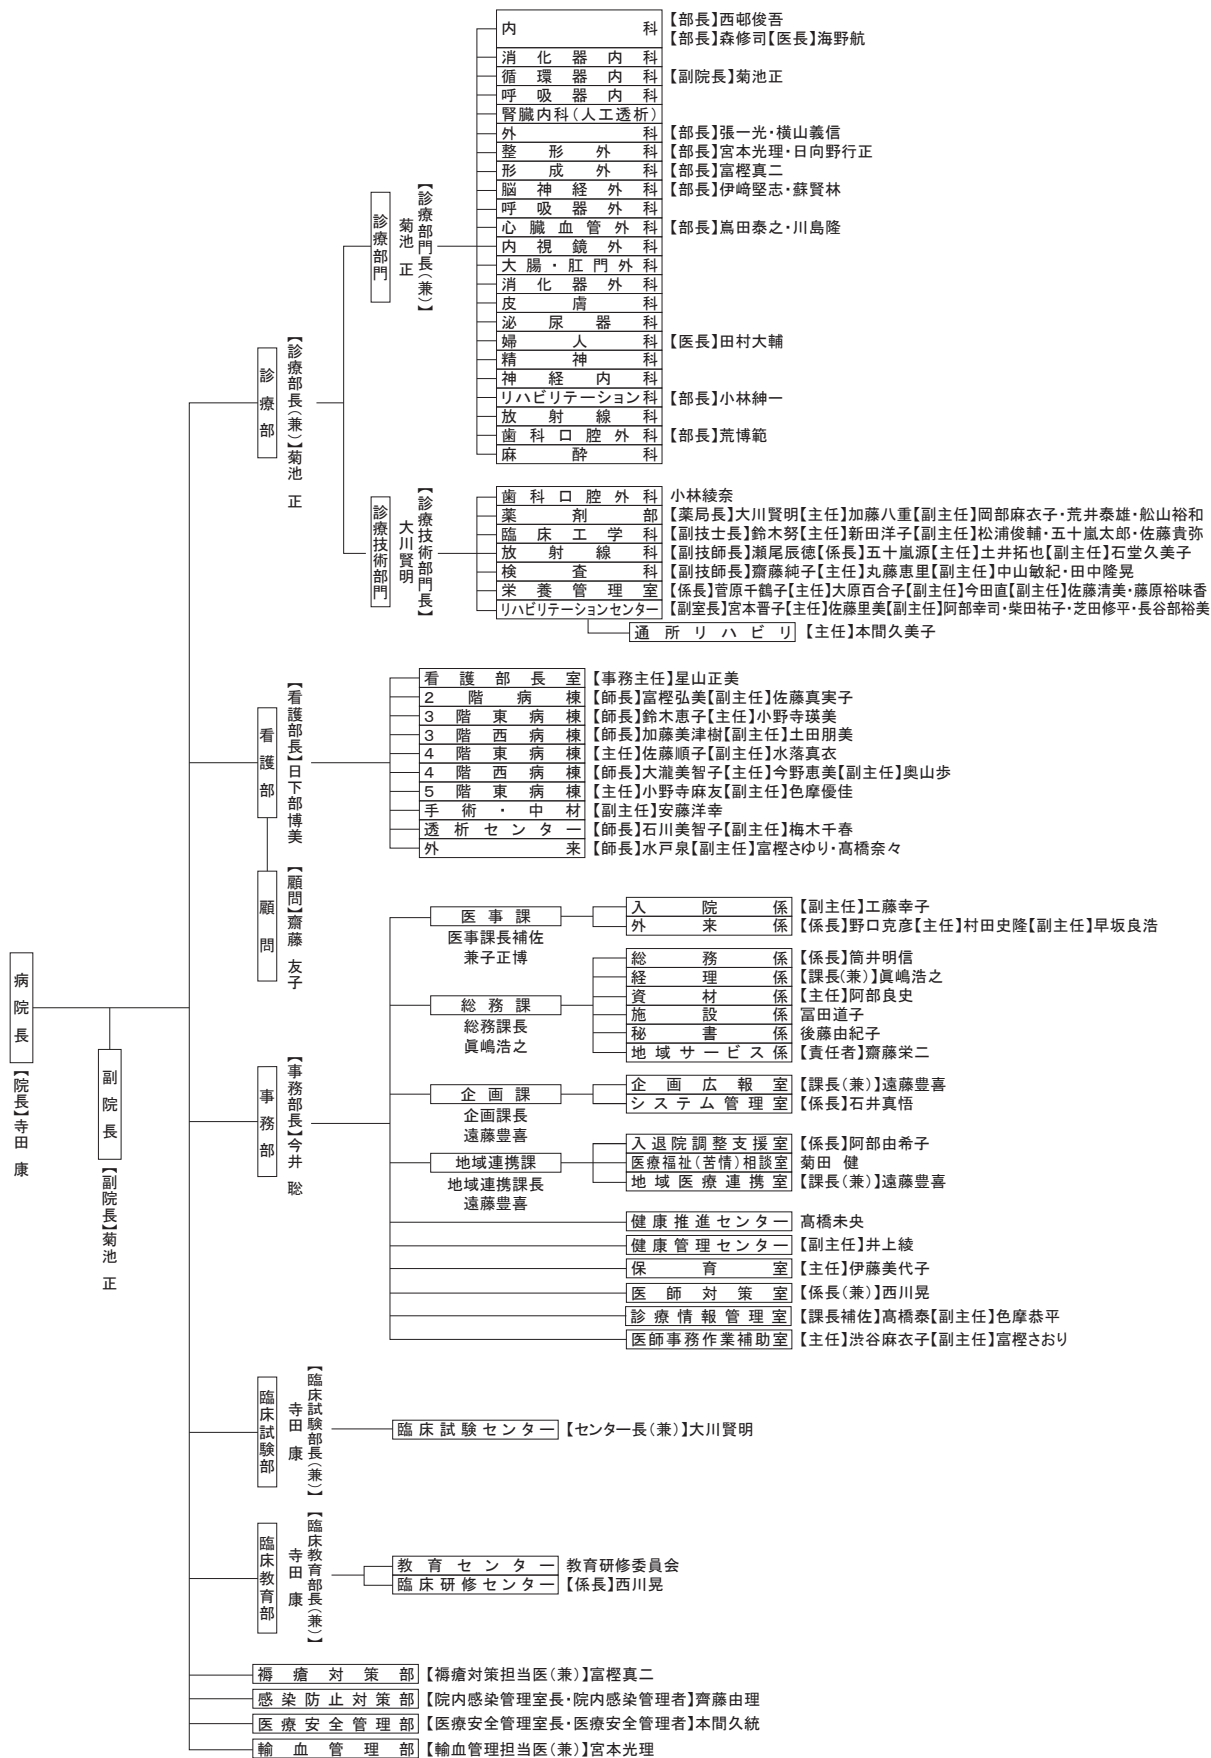 病院長
【院長】寺田 康
副院長
【副院長】菊池 正
診療部
【診療部長(兼)】菊池 正
診療部門
【診療部門長(兼)】
菊池 正
内科 【部長】西邨俊吾
【部長】森修司【医長】海野航
消化器内科
循環器内科 【副院長】菊池正
呼吸器内科
腎臓内科(人工透析)
外科 【部長】張一光・横山義信
整形外科 【部長】宮本光理・日向野行正
形成外科 【部長】富樫真二
脳神経外科 【部長】伊﨑堅志・蘇賢林
呼吸器外科
心臓血管外科 【部長】嶌田泰之・川島隆
内視鏡外科
大腸・肛門外科
消化器外科
皮膚科
泌尿器科
婦人科 【医長】田村大輔
精神科
神経内科
リハビリテーション科 【部長】小林紳一
放射線科
歯科口腔外科 【部長】荒博範
麻酔科
診療技術部門
【診療技術部門長】
大川賢明
歯科口腔外科 小林綾奈
薬剤部 【薬局長】大川賢明【主任】加藤八重【副主任】岡部麻衣子・荒井泰雄・舩山裕和
臨床工学科 【副技士長】鈴木努【主任】新田洋子【副主任】松浦俊輔・五十嵐太郎・佐藤貴弥
放射線科 【副技師長】瀬尾辰徳【係長】五十嵐源【主任】土井拓也【副主任】石堂久美子
検査科 【副技師長】齋藤純子【主任】丸藤恵里【副主任】中山敏紀・田中隆晃
栄養管理室 【係長】菅原千鶴子【主任】大原百合子【副主任】今田直【副主任】佐藤清美・藤原裕味香
リハビリテーションセンター 【副室長】宮本晋子【主任】佐藤里美【副主任】阿部幸司・柴田祐子・芝田修平・長谷部裕美
通所リハビリ 【主任】本間久美子
看護部
【看護部長】日下部博美
顧問
【顧問】齋藤 友子
看護部長室 【事務主任】星山正美
2階病棟 【師長】富樫弘美【副主任】佐藤真実子
3階東病棟 【師長】鈴木恵子【主任】小野寺瑛美
3階西病棟 【師長】加藤美津樹【副主任】土田朋美
4階東病棟 【主任】佐藤順子【副主任】水落真衣
4階西病棟 【師長】大瀧美智子【主任】今野恵美【副主任】奥山歩
5階東病棟 【主任】小野寺麻友【副主任】色摩優佳
手術・中材 【副主任】安藤洋幸
透析センター 【師長】石川美智子【副主任】梅木千春
外来 【師長】水戸泉【副主任】富樫さゆり・髙橋奈々
事務部
【事務部長】今井 聡
医事課
医事課長補佐
兼子正博
入院係 【副主任】工藤幸子
外来係 【係長】野口克彦【主任】村田史隆【副主任】早坂良浩
総務課
総務課長
眞嶋浩之
総務係 【係長】筒井明信
経理係 【課長(兼)】眞嶋浩之
資材係 【主任】阿部良史
施設係 冨田道子
秘書係 後藤由紀子
地域サービス係 【責任者】齋藤栄二
企画課
企画課長
遠藤豊喜
企画広報室 【課長(兼)】遠藤豊喜
システム管理室 【係長】石井真悟
地域連携課
地域連携課長
遠藤豊喜
入退院調整支援室 【係長】阿部由希子
医療福祉(苦情)相談室 菊田 健
地域医療連携室 【課長(兼)】遠藤豊喜
健康推進センター 髙橋未央
健康管理センター 【副主任】井上綾
保育室 【主任】伊藤美代子
医師対策室 【係長(兼)】西川晃
診療情報管理室 【課長補佐】髙橋泰【副主任】色摩恭平
医師事務作業補助室 【主任】渋谷麻衣子【副主任】富樫さおり
臨床試験部
【臨床試験部長(兼)】
寺田 康
臨床試験センター 【センター長(兼)】大川賢明
臨床教育部
【臨床教育部長(兼)】
寺田 康
教育センター 教育研修委員会
臨床研修センター 【係長】西川晃
褥瘡対策部 【褥瘡対策担当医(兼)】富樫真二
感染防止対策部 【院内感染管理室長・院内感染管理者】齊藤由理
医療安全管理部 【医療安全管理室長・医療安全管理者】本間久統
輸血管理部 【輸血管理担当医(兼)】宮本光理